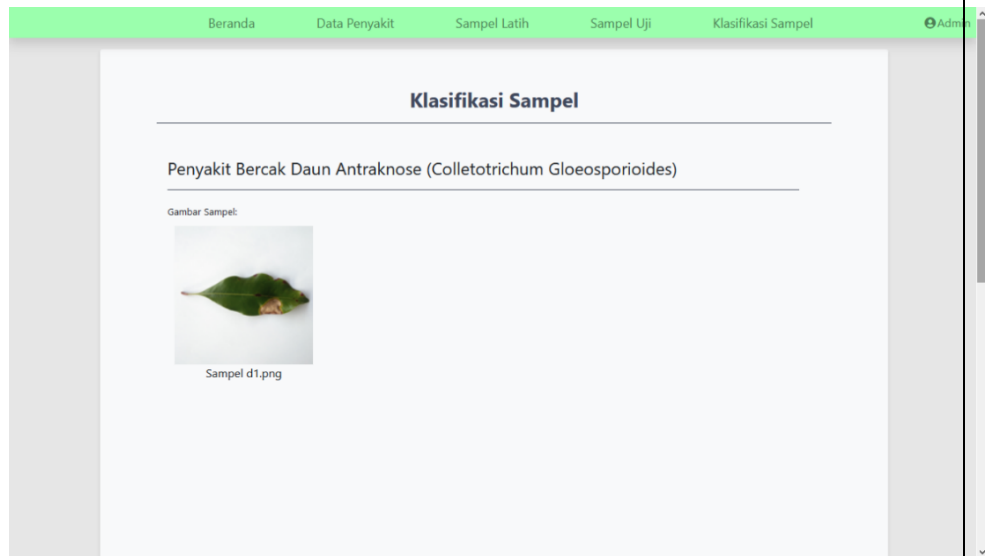 Beranda Data Penyakit Sampel Latih Sampel Uji Klasifikasi Sampel Admin
Klasifikasi Sampel
Penyakit Bercak Daun Antraknose (Colletotrichum Gloeosporioides)
Gambar Sampel:
Sampel d1.png